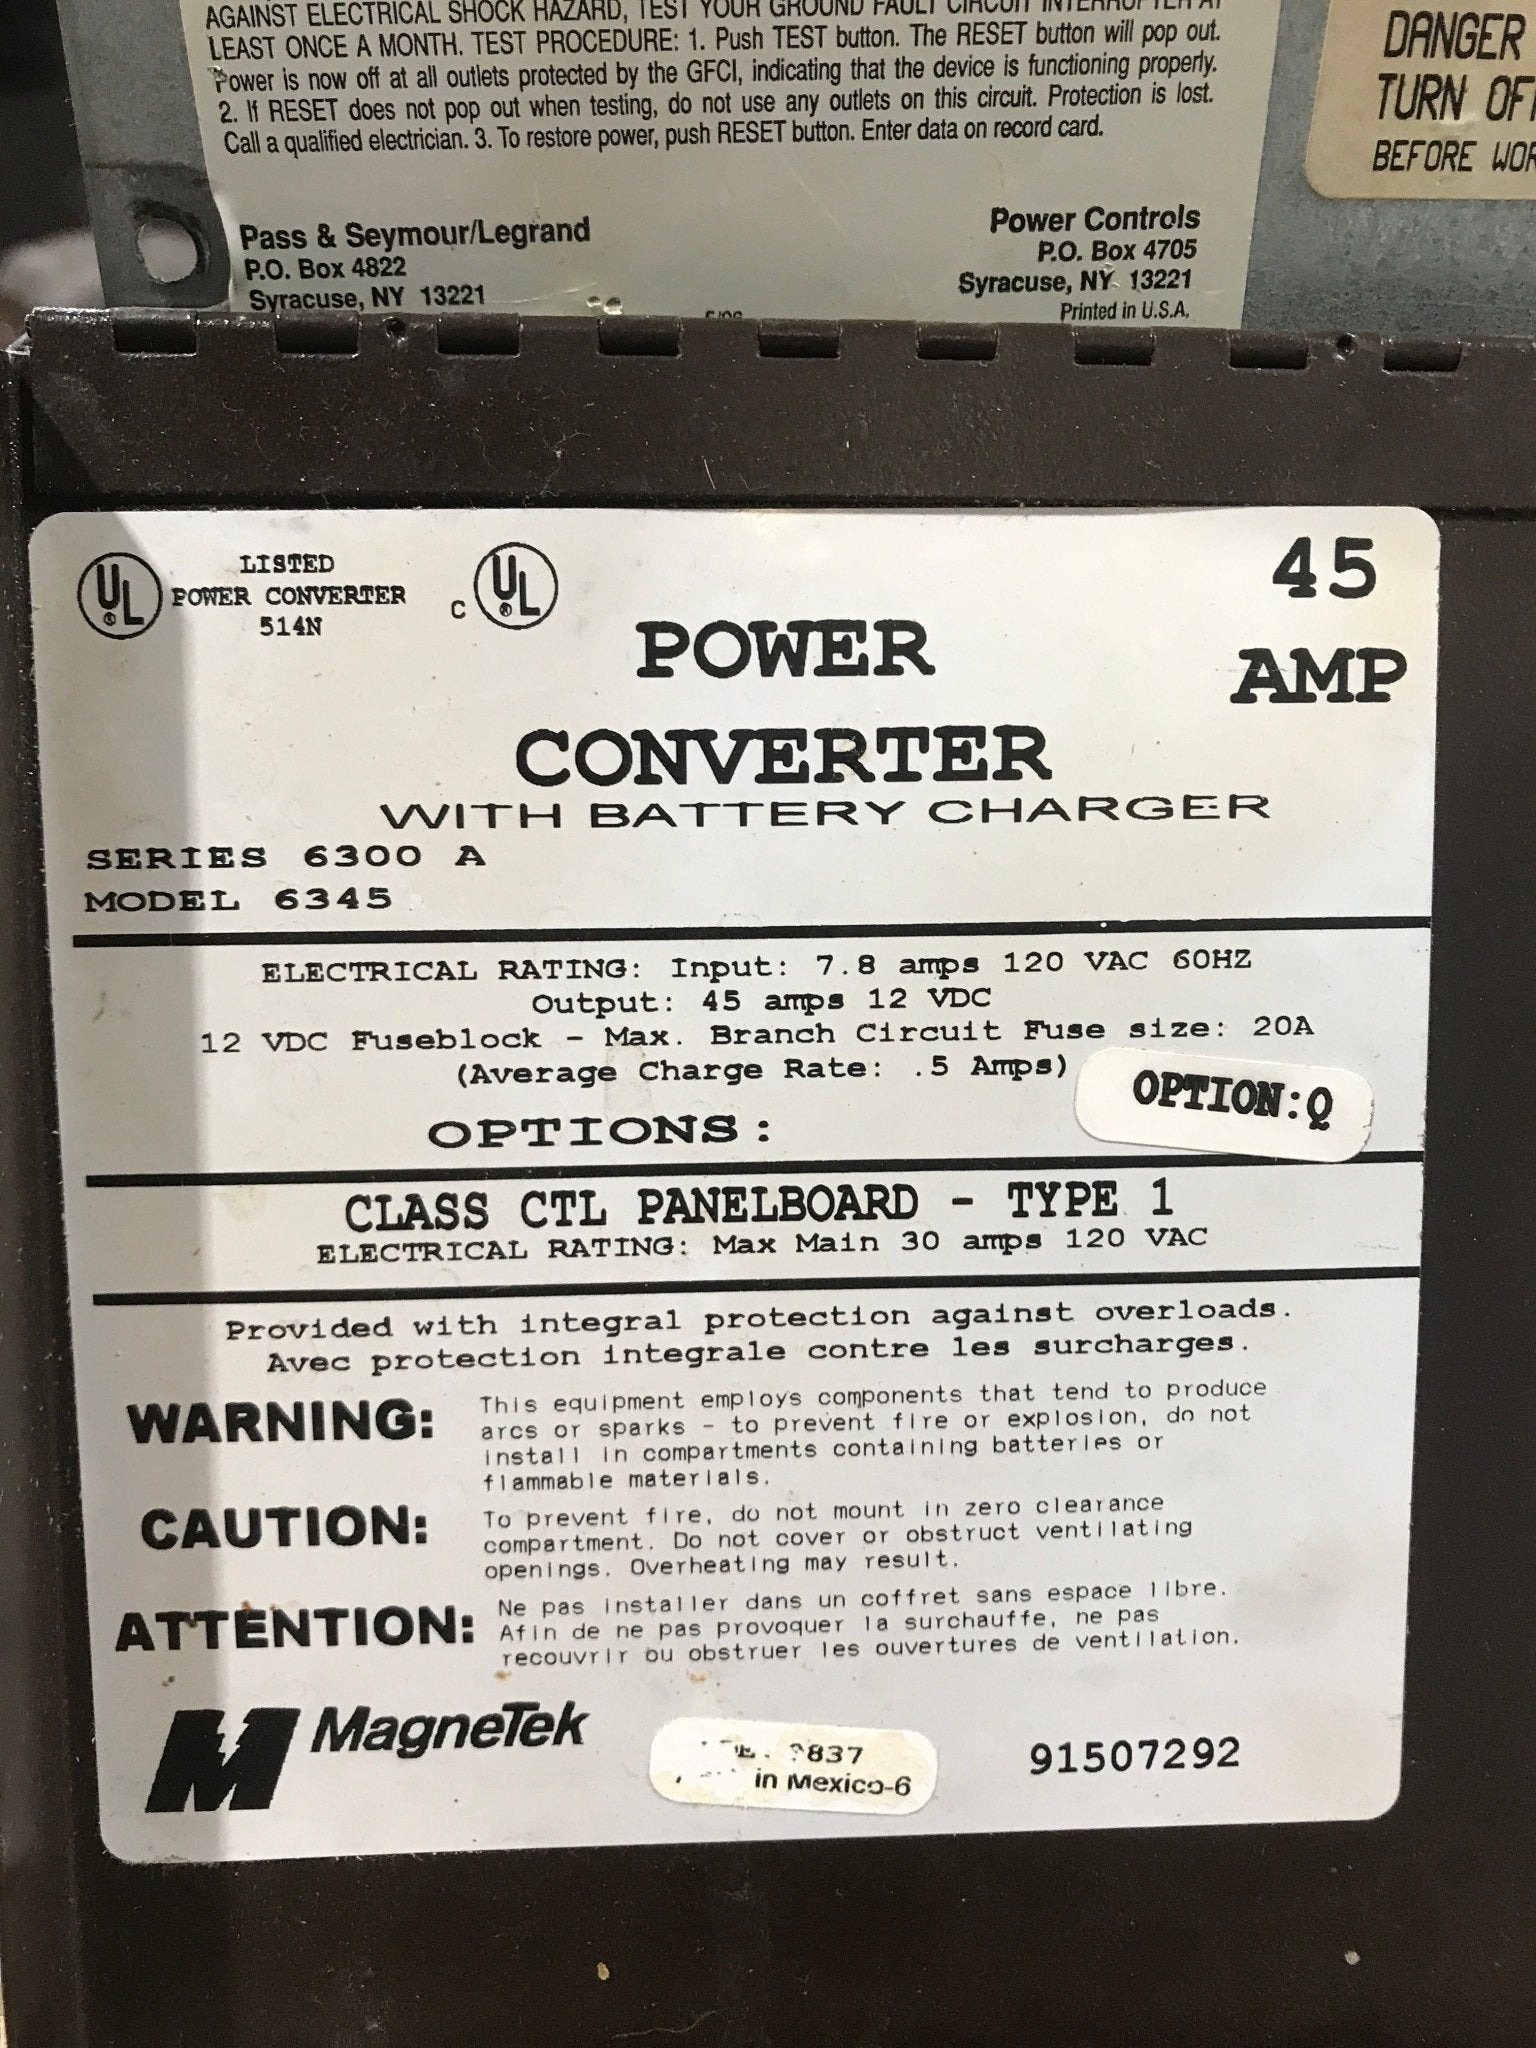 AGAINST ELECTRICAL SHOCK HAZARD, TEST YOUR GROUND FAULT CIRCUIT INTERRUPTER AT
LEAST ONCE A MONTH. TEST PROCEDURE: 1. Push TEST button. The RESET button will pop out.
Power is now off at all outlets protected by the GFCI, indicating that the device is functioning properly.
2. If RESET does not pop out when testing, do not use any outlets on this circuit. Protection is lost.
Call a qualified electrician. 3. To restore power, push RESET button. Enter data on record card.
DANGER
TURN OFF
BEFORE
Pass & Seymour/Legrand
P.O. Box 4822
Syracuse, NY 13221
Power Controls
P.O. Box 4705
Syracuse, NY 13221
Printed in U.S.A.
UL
LISTED
POWER CONVERTER
514N
C UL
POWER
CONVERTER
WITH BATTERY CHARGER
45
AMP
SERIES 6300 A
MODEL 6345
ELECTRICAL RATING: Input: 7.8 amps 120 VAC 60HZ
Output: 45 amps 12 VDC
12 VDC Fuseblock - Max. Branch Circuit Fuse size: 20A
(Average Charge Rate: .5 Amps)
OPTION:Q
OPTIONS:
CLASS CTL PANELBOARD - TYPE 1
ELECTRICAL RATING: Max Main 30 amps 120 VAC
Provided with integral protection against overloads.
Avec protection integrale contre les surcharges.
WARNING: This equipment employs components that tend to produce
arcs or sparks - to prevent fire or explosion, do not
install in compartments containing batteries or
flammable materials.
CAUTION: To prevent fire, do not mount in zero clearance
compartment. Do not cover or obstruct ventilating
openings. Overheating may result.
ATTENTION: Ne pas installer dans un coffret sans espace libre.
Afin de ne pas provoquer la surchauffe, ne pas
recouvrir ou obstruer les ouvertures de ventilation.
MagneTek
837
in Mexico-6
91507292